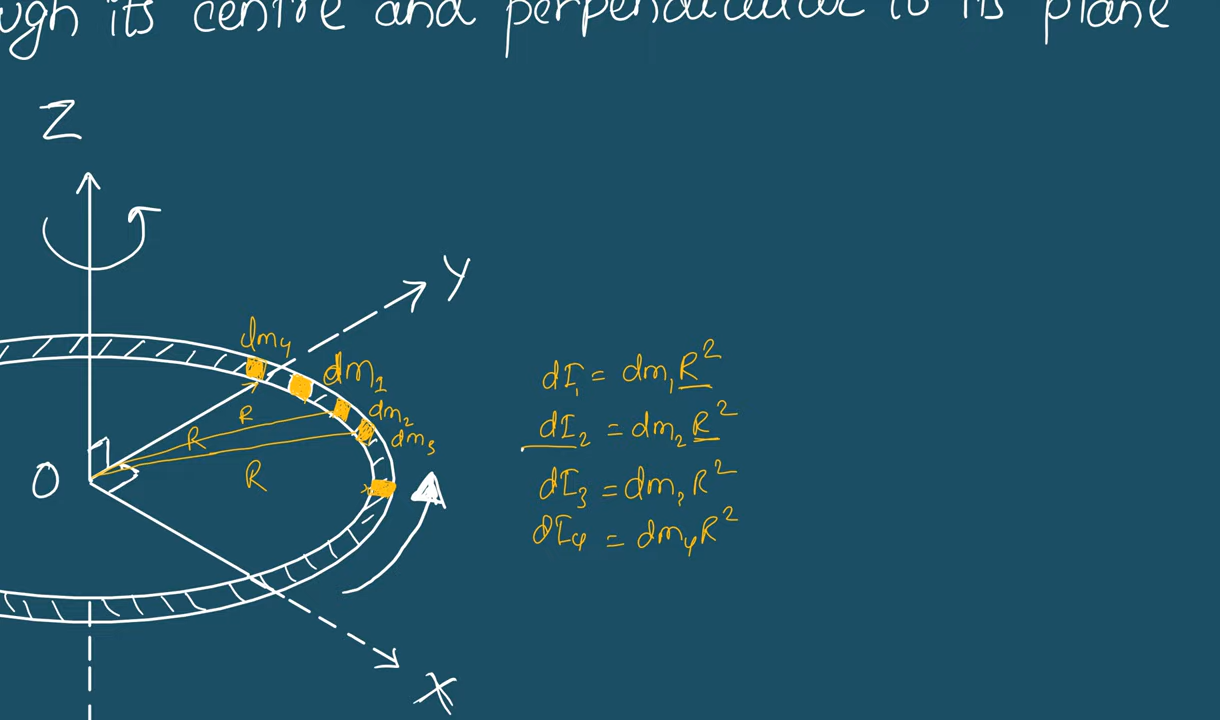 ugh its centre and perpendicular to its plane
Z
Y
dm₄
dm₁
dm₂
dm₃
R
R
R
O
X
dI₁ = dm₁R²
dI₂ = dm₂R²
dI₃ = dm₃R²
dI₄ = dm₄R²